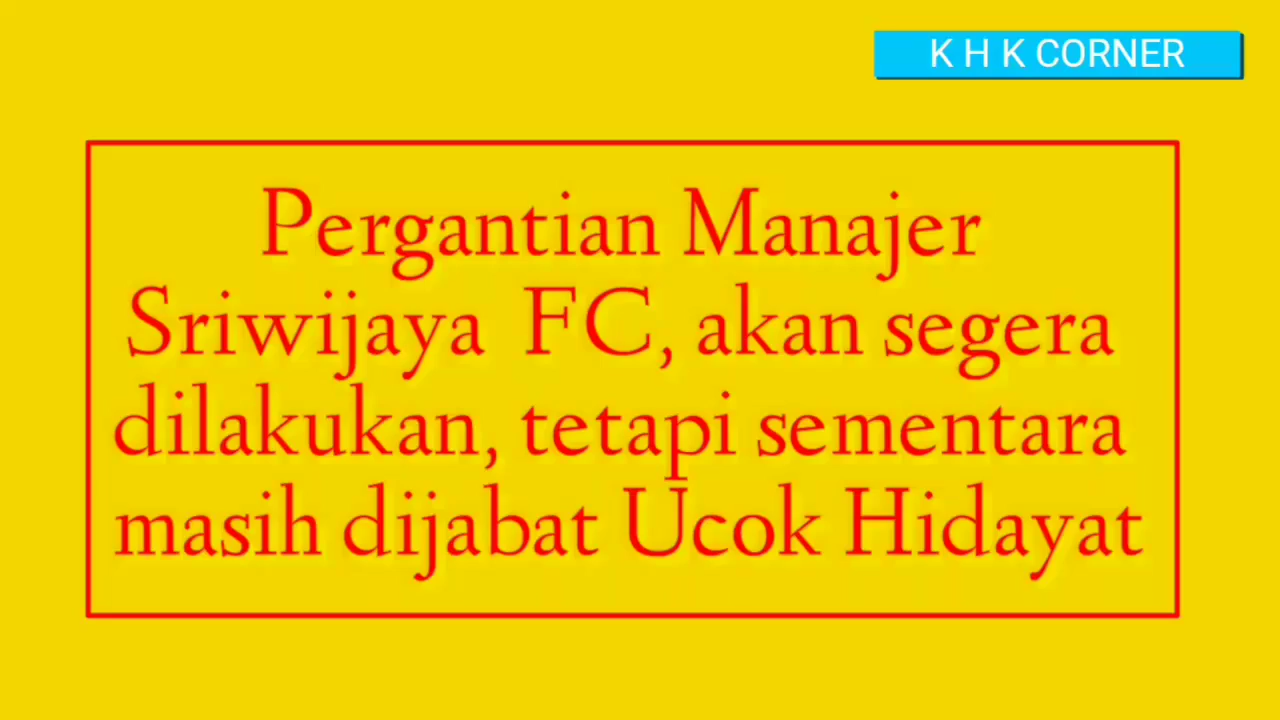 K H K CORNER
Pergantian Manajer
Sriwijaya FC, akan segera
dilakukan, tetapi sementara
masih dijabat Ucok Hidayat